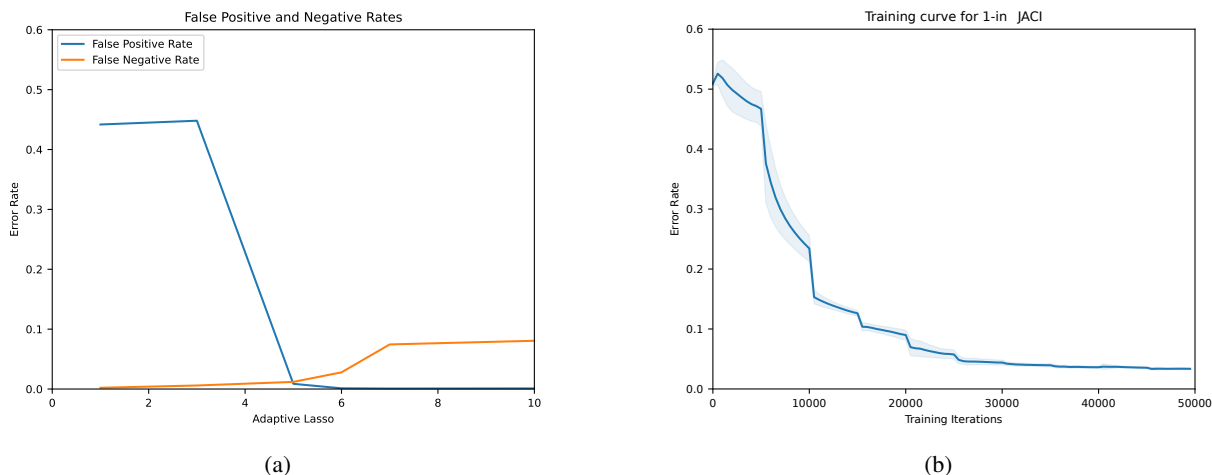 False Positive and Negative Rates
False Positive Rate
False Negative Rate
0.6
0.5
0.4
0.3
0.2
0.1
0.0
Error Rate
0 2 4 6 8 10
Adaptive Lasso
(a)
Training curve for 1-in JACI
0.6
0.5
0.4
0.3
0.2
0.1
0.0
Error Rate
0 10000 20000 30000 40000 50000
Training Iterations
(b)